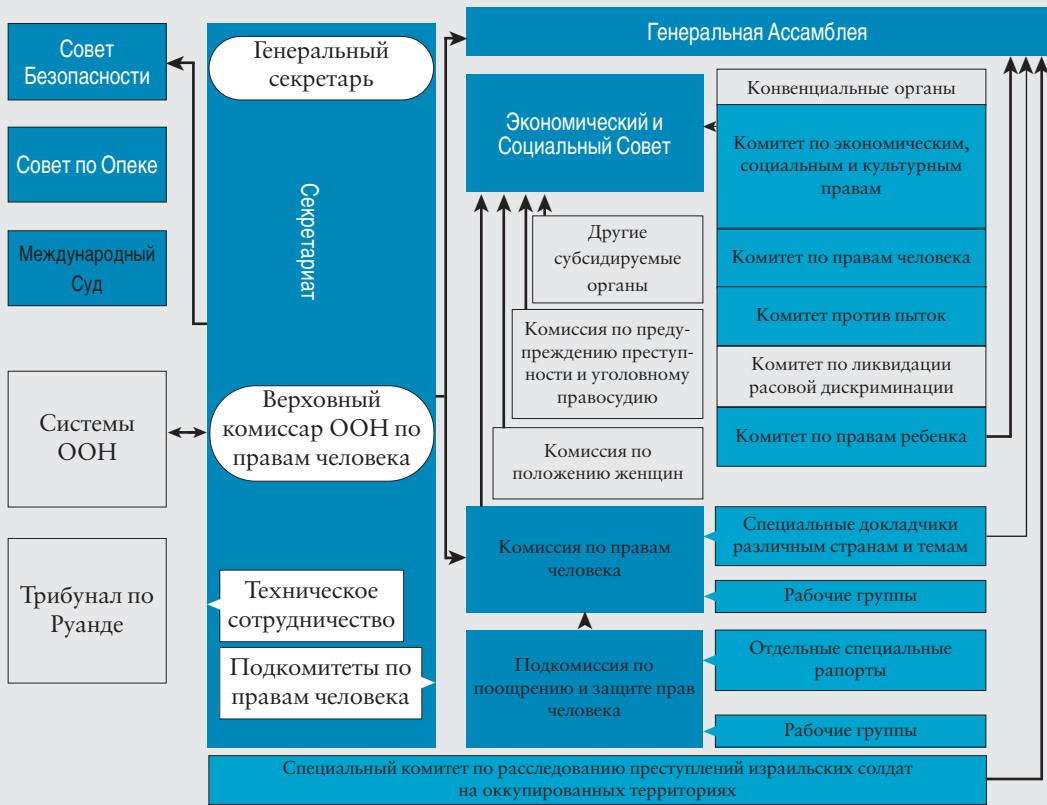 Совет
Безопасности
Совет по Опеке
Международный
Суд
Системы
ООН
Трибунал по
Руанде
Генеральный
секретарь
Секретариат
Верховный
комиссар ООН по
правам человека
Техническое
сотрудничество
Подкомитеты по
правам человека
Генеральная Ассамблея
Экономический и
Социальный Совет
Другие
субсидируемые
органы
Комиссия по преду-
преждению преступ-
ности и уголовному
правосудию
Комиссия по
положению женщин
Комиссия по правам
человека
Подкомиссия по
поощрению и защите прав
человека
Конвенциальные органы
Комитет по экономическим,
социальным и культурным
правам
Комитет по правам человека
Комитет против пыток
Комитет по ликвидации
расовой дискриминации
Комитет по правам ребенка
Специальные докладчики
различным странам и темам
Рабочие группы
Отдельные специальные
рапорты
Рабочие группы
Специальный комитет по расследованию преступлений израильских солдат
на оккупированных территориях